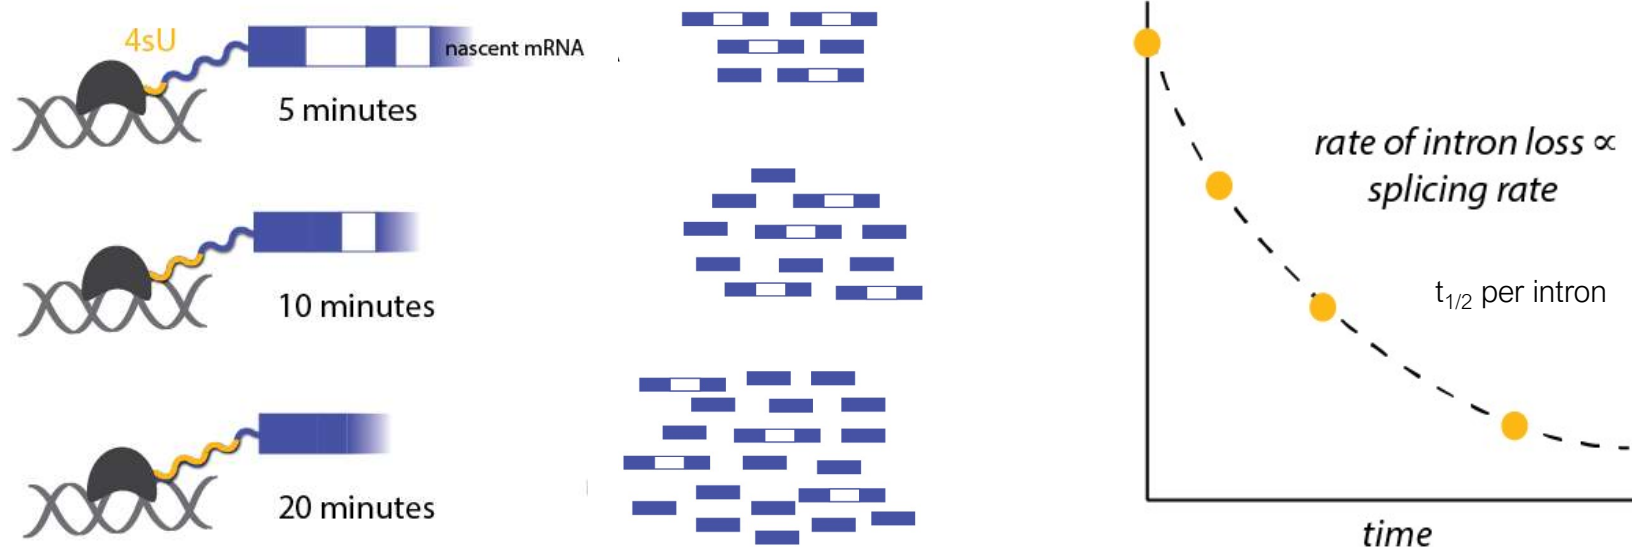 4sU
nascent mRNA
5 minutes
10 minutes
20 minutes
rate of intron loss ∝
splicing rate
t1/2 per intron
time